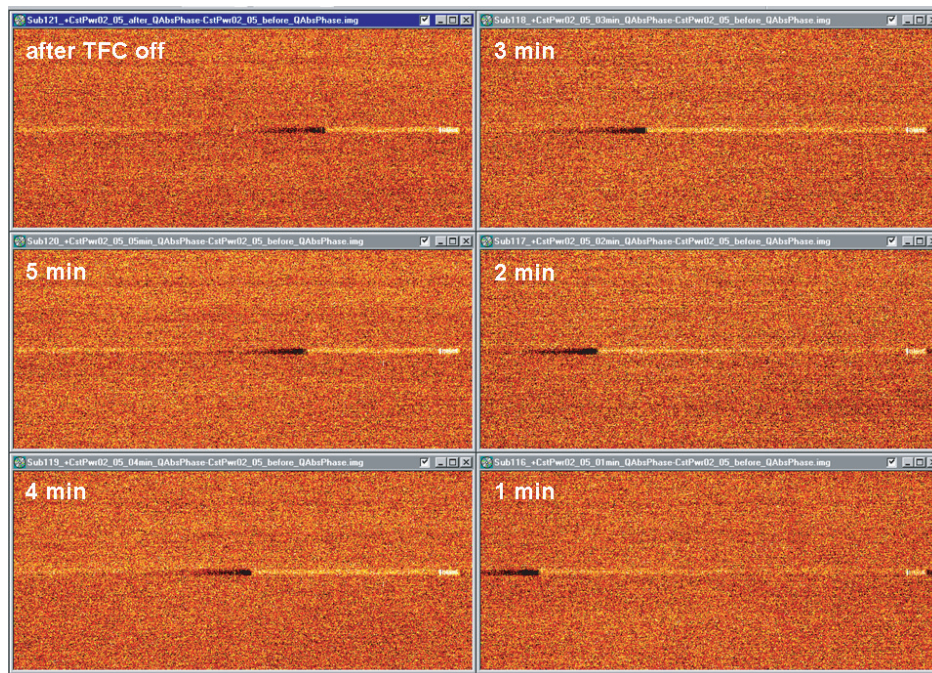 Sub121_+CstPwr02_05_after_QAbsPhase-CstPwr02_05_before_QAbsPhase.img
after TFC off
Sub118_+CstPwr02_05_03min_QAbsPhase-CstPwr02_05_before_QAbsPhase.img
3 min
Sub120_+CstPwr02_05_05min_QAbsPhase-CstPwr02_05_before_QAbsPhase.img
5 min
Sub117_+CstPwr02_05_02min_QAbsPhase-CstPwr02_05_before_QAbsPhase.img
2 min
Sub119_+CstPwr02_05_04min_QAbsPhase-CstPwr02_05_before_QAbsPhase.img
4 min
Sub116_+CstPwr02_05_01min_QAbsPhase-CstPwr02_05_before_QAbsPhase.img
1 min